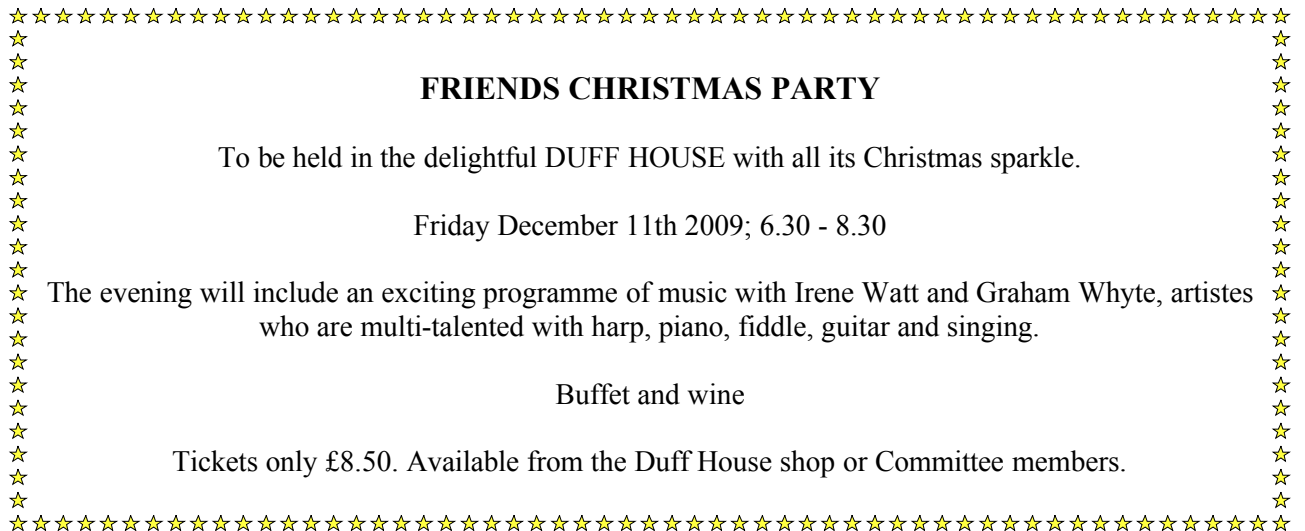 FRIENDS CHRISTMAS PARTY
To be held in the delightful DUFF HOUSE with all its Christmas sparkle.
Friday December 11th 2009; 6.30 - 8.30
The evening will include an exciting programme of music with Irene Watt and Graham Whyte, artistes
who are multi-talented with harp, piano, fiddle, guitar and singing.
Buffet and wine
Tickets only £8.50. Available from the Duff House shop or Committee members.